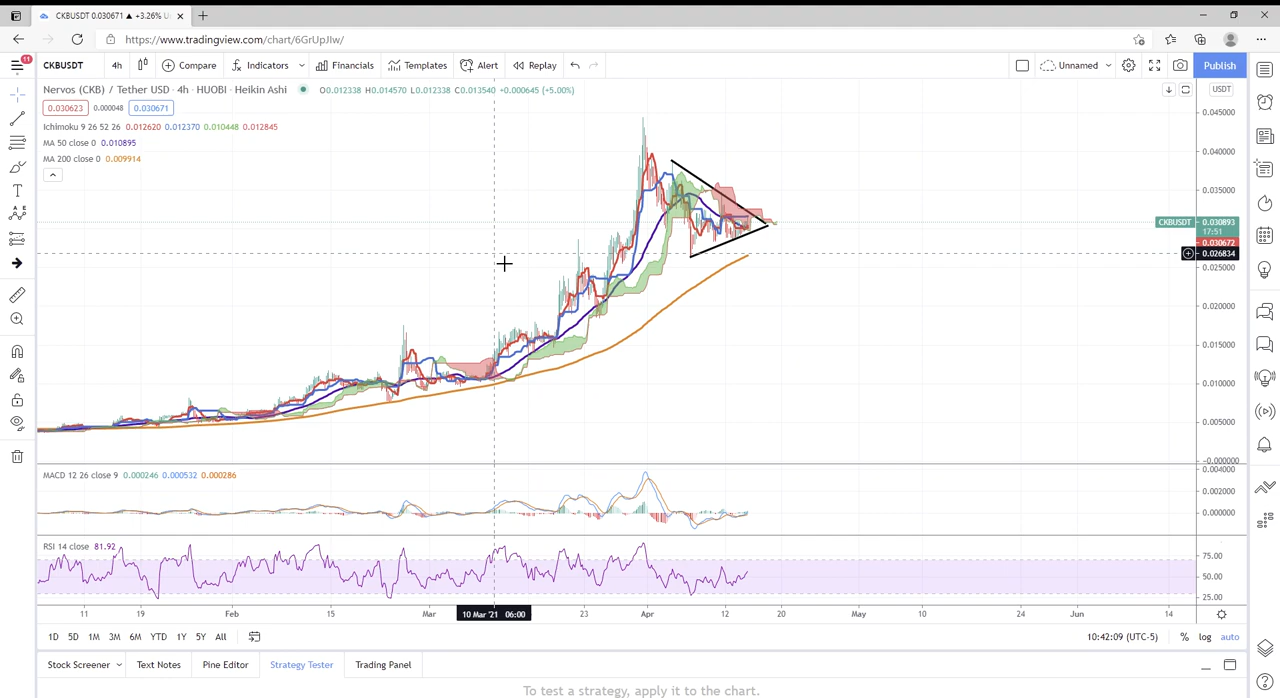 CKBUSDT 0.030671 ▲ +3.26% U
https://www.tradingview.com/chart/6GrUpJIw/
11
CKBUSDT 4h Compare Indicators Financials Templates Alert Replay Unnamed Publish
Nervos (CKB) / Tether USD · 4h · HUOBI · Heikin Ashi O0.012338 H0.014570 L0.012338 C0.013540 +0.000645 (+5.00%) USDT
0.030623 0.000048 0.030671
Ichimoku 9 26 52 26 0.012620 0.012370 0.010448 0.012845
MA 50 close 0 0.010895
MA 200 close 0 0.009914
0.045000
0.040000
0.035000
CKBUSDT 0.030893
17:51
0.030672
0.026834
0.025000
0.020000
0.015000
0.010000
0.005000
−0.000000
MACD 12 26 close 9 0.000246 0.000532 0.000286
0.004000
0.002000
0.000000
RSI 14 close 81.92
75.00
50.00
25.00
11 19 Feb 15 Mar 10 Mar '21 06:00 23 Apr 12 20 May 10 24 Jun 14
1D 5D 1M 3M 6M YTD 1Y 5Y All 10:42:09 (UTC-5) % log auto
Stock Screener Text Notes Pine Editor Strategy Tester Trading Panel
To test a strategy, apply it to the chart.